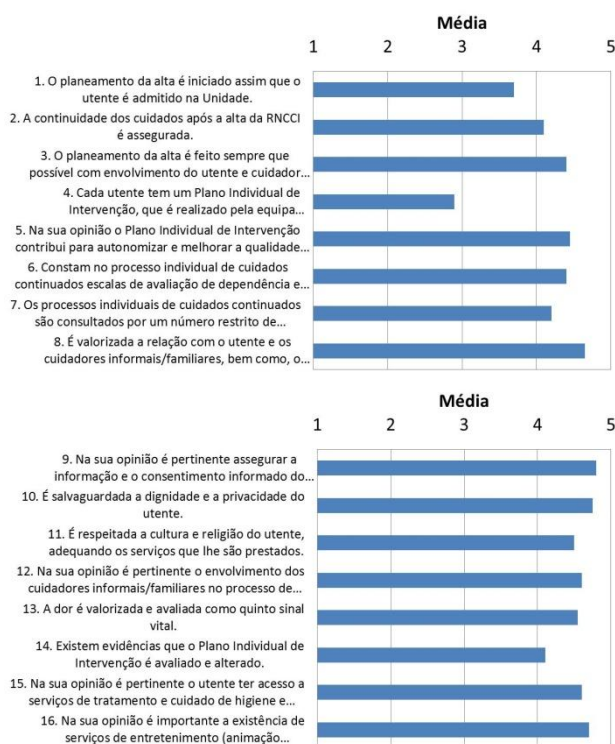 Média
1 2 3 4 5
1. O planeamento da alta é iniciado assim que o
utente é admitido na Unidade.
2. A continuidade dos cuidados após a alta da RNCCI
é assegurada.
3. O planeamento da alta é feito sempre que
possível com envolvimento do utente e cuidador...
4. Cada utente tem um Plano Individual de
Intervenção, que é realizado pela equipa...
5. Na sua opinião o Plano Individual de Intervenção
contribui para autonomizar e melhorar a qualidade...
6. Constam no processo individual de cuidados
continuados escalas de avaliação de dependência e...
7. Os processos individuais de cuidados continuados
são consultados por um número restrito de...
8. É valorizada a relação com o utente e os
cuidadores informais/familiares, bem como, o...
Média
1 2 3 4 5
9. Na sua opinião é pertinente assegurar a
informação e o consentimento informado do...
10. É salvaguardada a dignidade e a privacidade do
utente.
11. É respeitada a cultura e religião do utente,
adequando os serviços que lhe são prestados.
12. Na sua opinião é pertinente o envolvimento dos
cuidadores informais/familiares no processo de...
13. A dor é valorizada e avaliada como quinto sinal
vital.
14. Existem evidências que o Plano Individual de
Intervenção é avaliado e alterado.
15. Na sua opinião é pertinente o utente ter acesso a
serviços de tratamento e cuidado de higiene e...
16. Na sua opinião é importante a existência de
serviços de entretenimento (animação...